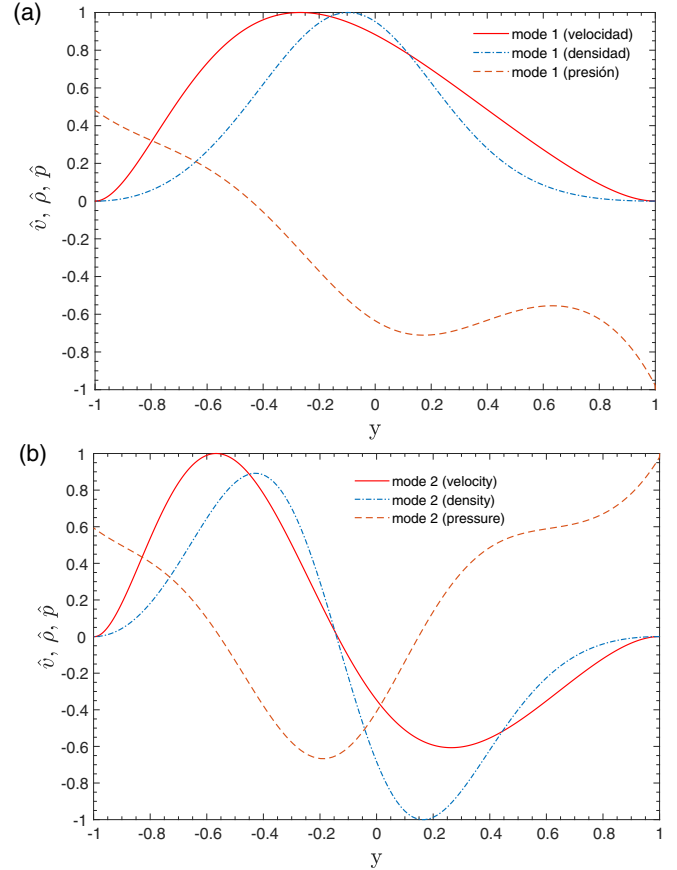 (a)
1
0.8
0.6
0.4
0.2
0
-0.2
-0.4
-0.6
-0.8
-1
v̂, ρ̂, p̂
mode 1 (velocidad)
mode 1 (densidad)
mode 1 (presión)
-1 -0.8 -0.6 -0.4 -0.2 0 0.2 0.4 0.6 0.8 1
y
(b)
1
0.8
0.6
0.4
0.2
0
-0.2
-0.4
-0.6
-0.8
-1
v̂, ρ̂, p̂
mode 2 (velocity)
mode 2 (density)
mode 2 (pressure)
-1 -0.8 -0.6 -0.4 -0.2 0 0.2 0.4 0.6 0.8 1
y